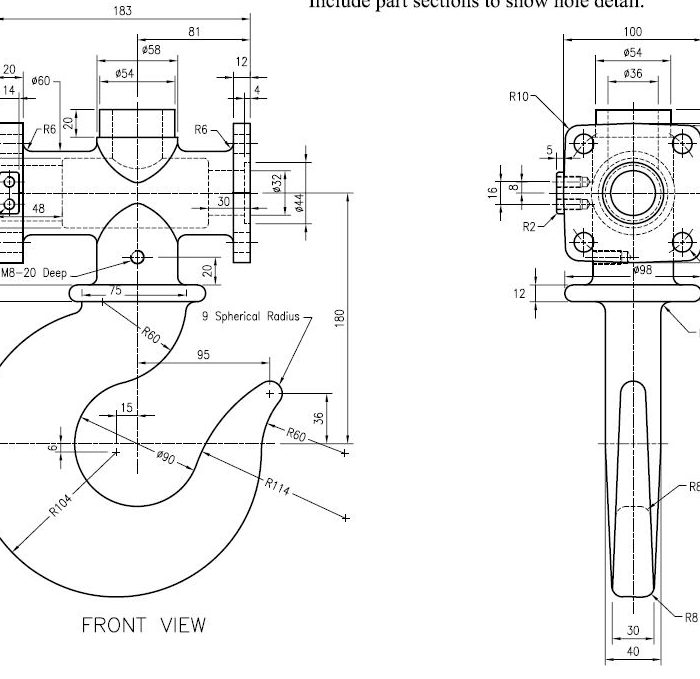 Include part sections to show hole detail.
183
81
ø58
ø54
20
14
ø60
12
4
R6
20
R6
ø32
ø44
30
48
M8-20 Deep
20
75
9 Spherical Radius
R60
180
95
15
36
6
ø90
R60
R104
R114
FRONT VIEW
100
ø54
ø36
R10
5
16
8
R2
ø98
12
R8
30
40